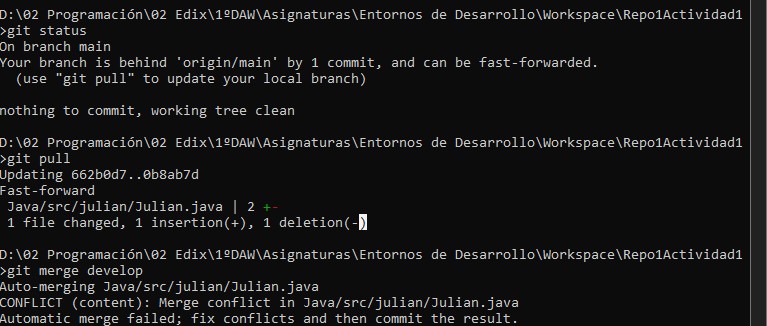 D:\02 Programación\02 Edix\1ºDAW\Asignaturas\Entornos de Desarrollo\Workspace\Repo1Actividad1
>git status
On branch main
Your branch is behind 'origin/main' by 1 commit, and can be fast-forwarded.
  (use "git pull" to update your local branch)

nothing to commit, working tree clean

D:\02 Programación\02 Edix\1ºDAW\Asignaturas\Entornos de Desarrollo\Workspace\Repo1Actividad1
>git pull
Updating 662b0d7..0b8ab7d
Fast-forward
 Java/src/julian/Julian.java | 2 +-
 1 file changed, 1 insertion(+), 1 deletion(-)

D:\02 Programación\02 Edix\1ºDAW\Asignaturas\Entornos de Desarrollo\Workspace\Repo1Actividad1
>git merge develop
Auto-merging Java/src/julian/Julian.java
CONFLICT (content): Merge conflict in Java/src/julian/Julian.java
Automatic merge failed; fix conflicts and then commit the result.